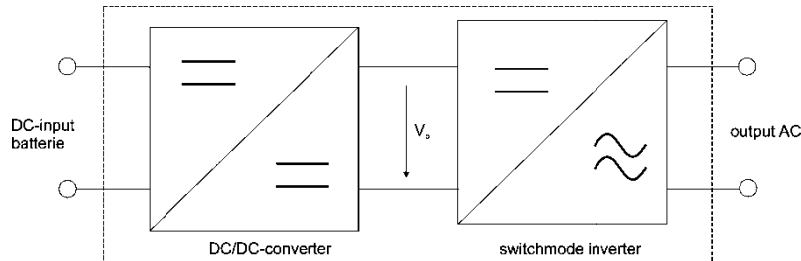 DC-input
batterie
V
output AC
DC/DC-converter
switchmode inverter